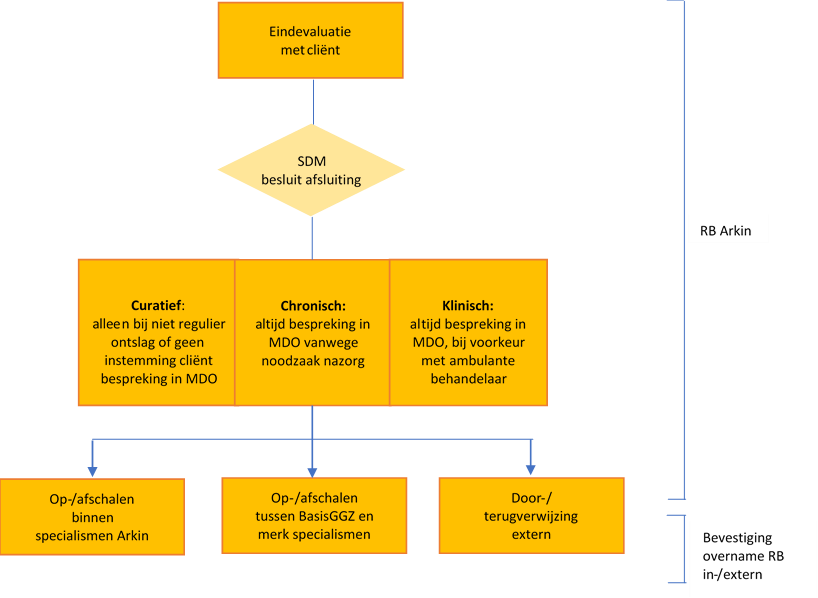 Eindevaluatie
met cliënt
SDM
besluit afsluiting
RB Arkin
Curatief:
alleen bij niet regulier
ontslag of geen
instemming cliënt
bespreking in MDO
Chronisch:
altijd bespreking in
MDO vanwege
noodzaak nazorg
Klinisch:
altijd bespreking in
MDO, bij voorkeur
met ambulante
behandelaar
Op-/afschalen
binnen
specialismen Arkin
Op-/afschalen
tussen BasisGGZ en
merk specialismen
Door-/
terugverwijzing
extern
Bevestiging
overname RB
in-/extern